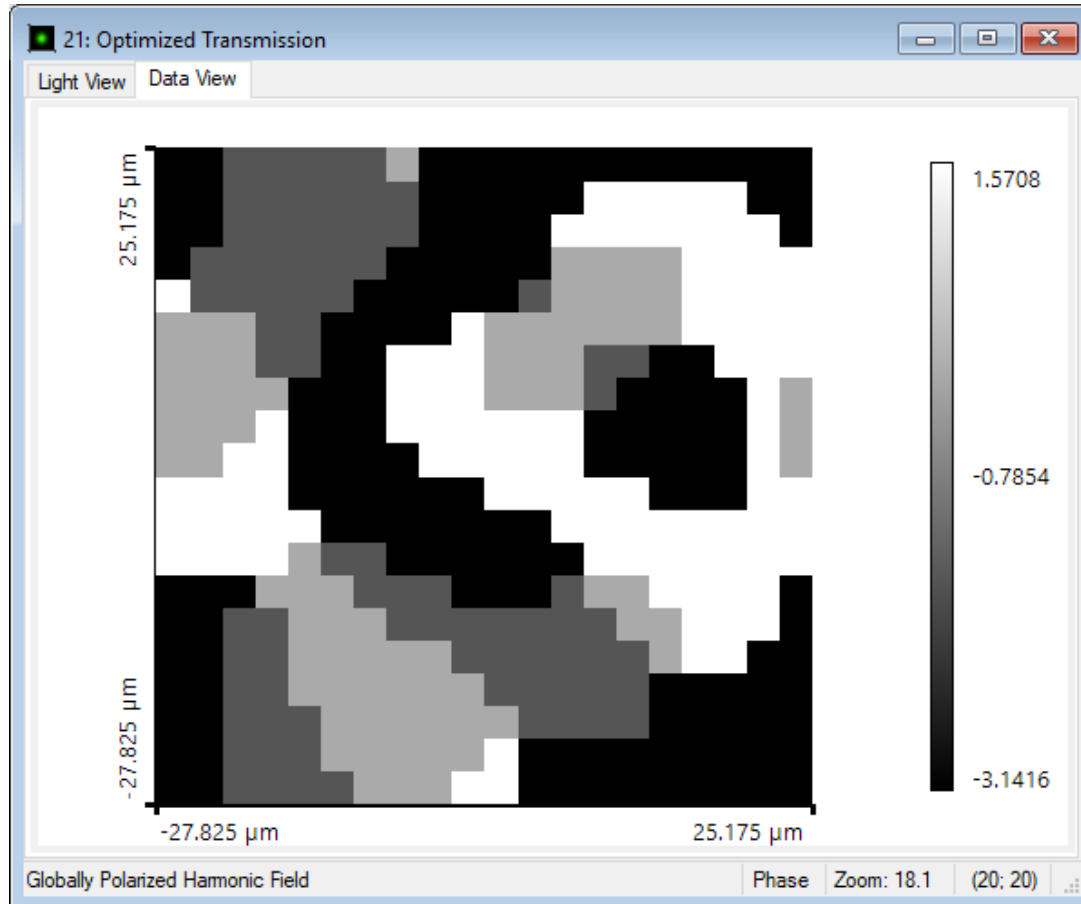 21: Optimized Transmission
Light View Data View
25.175 µm
-27.825 µm
-27.825 µm 25.175 µm
1.5708
-0.7854
-3.1416
Globally Polarized Harmonic Field Phase Zoom: 18.1 (20; 20)